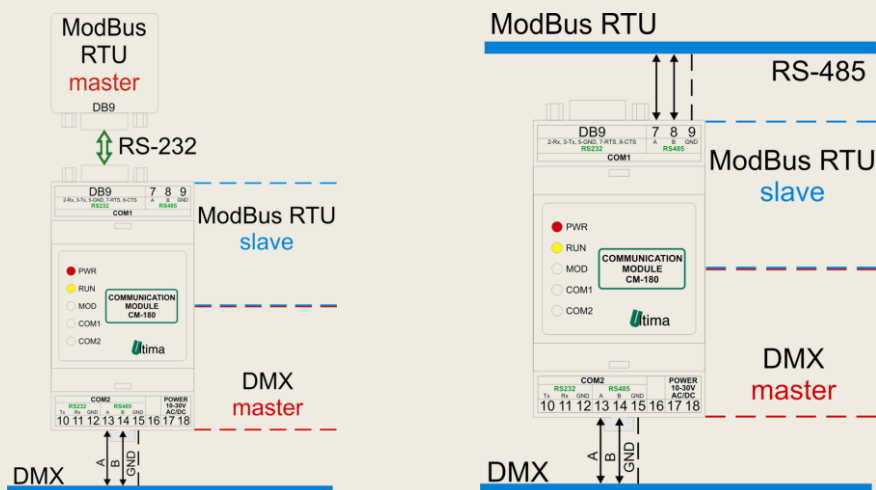 ModBus
RTU
master
DB9
RS-232
DB9 7 8 9
2-Rx, 3-Tx, 5-GND, 7-RTS, 8-CTS A B GND
RS232 RS485
COM1
ModBus RTU
slave
PWR
RUN
MOD
COM1
COM2
COMMUNICATION
MODULE
CM-180
Ultima
DMX
master
COM2 POWER
RS232 RS485 10-30V
Tx Rx GND A B GND AC/DC
10 11 12 13 14 15 16 17 18
A B GND
DMX
ModBus RTU
RS-485
DB9 7 8 9
2-Rx, 3-Tx, 5-GND, 7-RTS, 8-CTS A B GND
RS232 RS485
COM1
ModBus RTU
slave
PWR
RUN
MOD
COM1
COM2
COMMUNICATION
MODULE
CM-180
Ultima
DMX
master
COM2 POWER
RS232 RS485 10-30V
Tx Rx GND A B GND AC/DC
10 11 12 13 14 15 16 17 18
A B GND
DMX